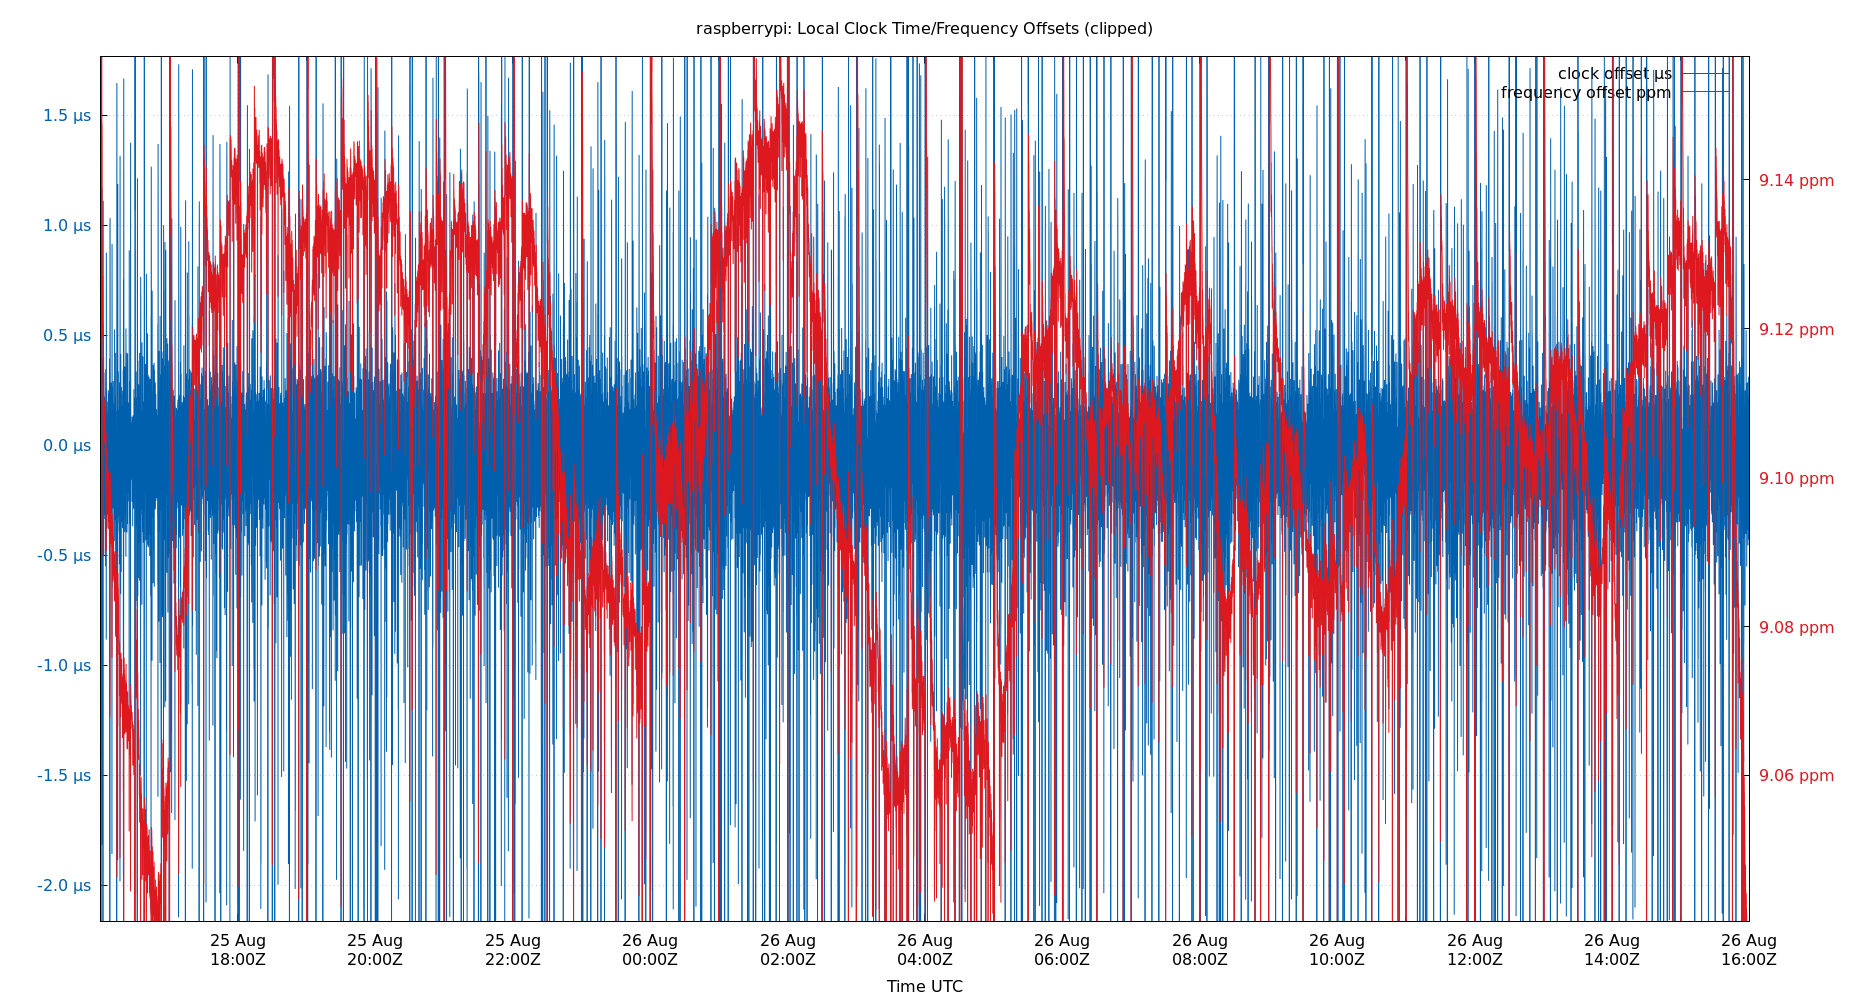 raspberrypi: Local Clock Time/Frequency Offsets (clipped)
clock offset µs
frequency offset ppm
1.5 µs
1.0 µs
0.5 µs
0.0 µs
-0.5 µs
-1.0 µs
-1.5 µs
-2.0 µs
9.14 ppm
9.12 ppm
9.10 ppm
9.08 ppm
9.06 ppm
25 Aug
18:00Z
25 Aug
20:00Z
25 Aug
22:00Z
26 Aug
00:00Z
26 Aug
02:00Z
26 Aug
04:00Z
26 Aug
06:00Z
26 Aug
08:00Z
26 Aug
10:00Z
26 Aug
12:00Z
26 Aug
14:00Z
26 Aug
16:00Z
Time UTC